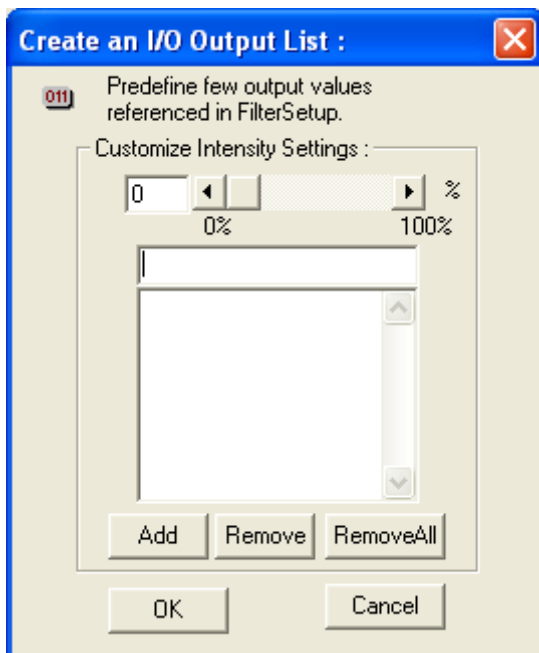 Create an I/O Output List :
011
Predefine few output values
referenced in FilterSetup.
Customize Intensity Settings :
0 %
0% 100%
Add Remove RemoveAll
OK Cancel